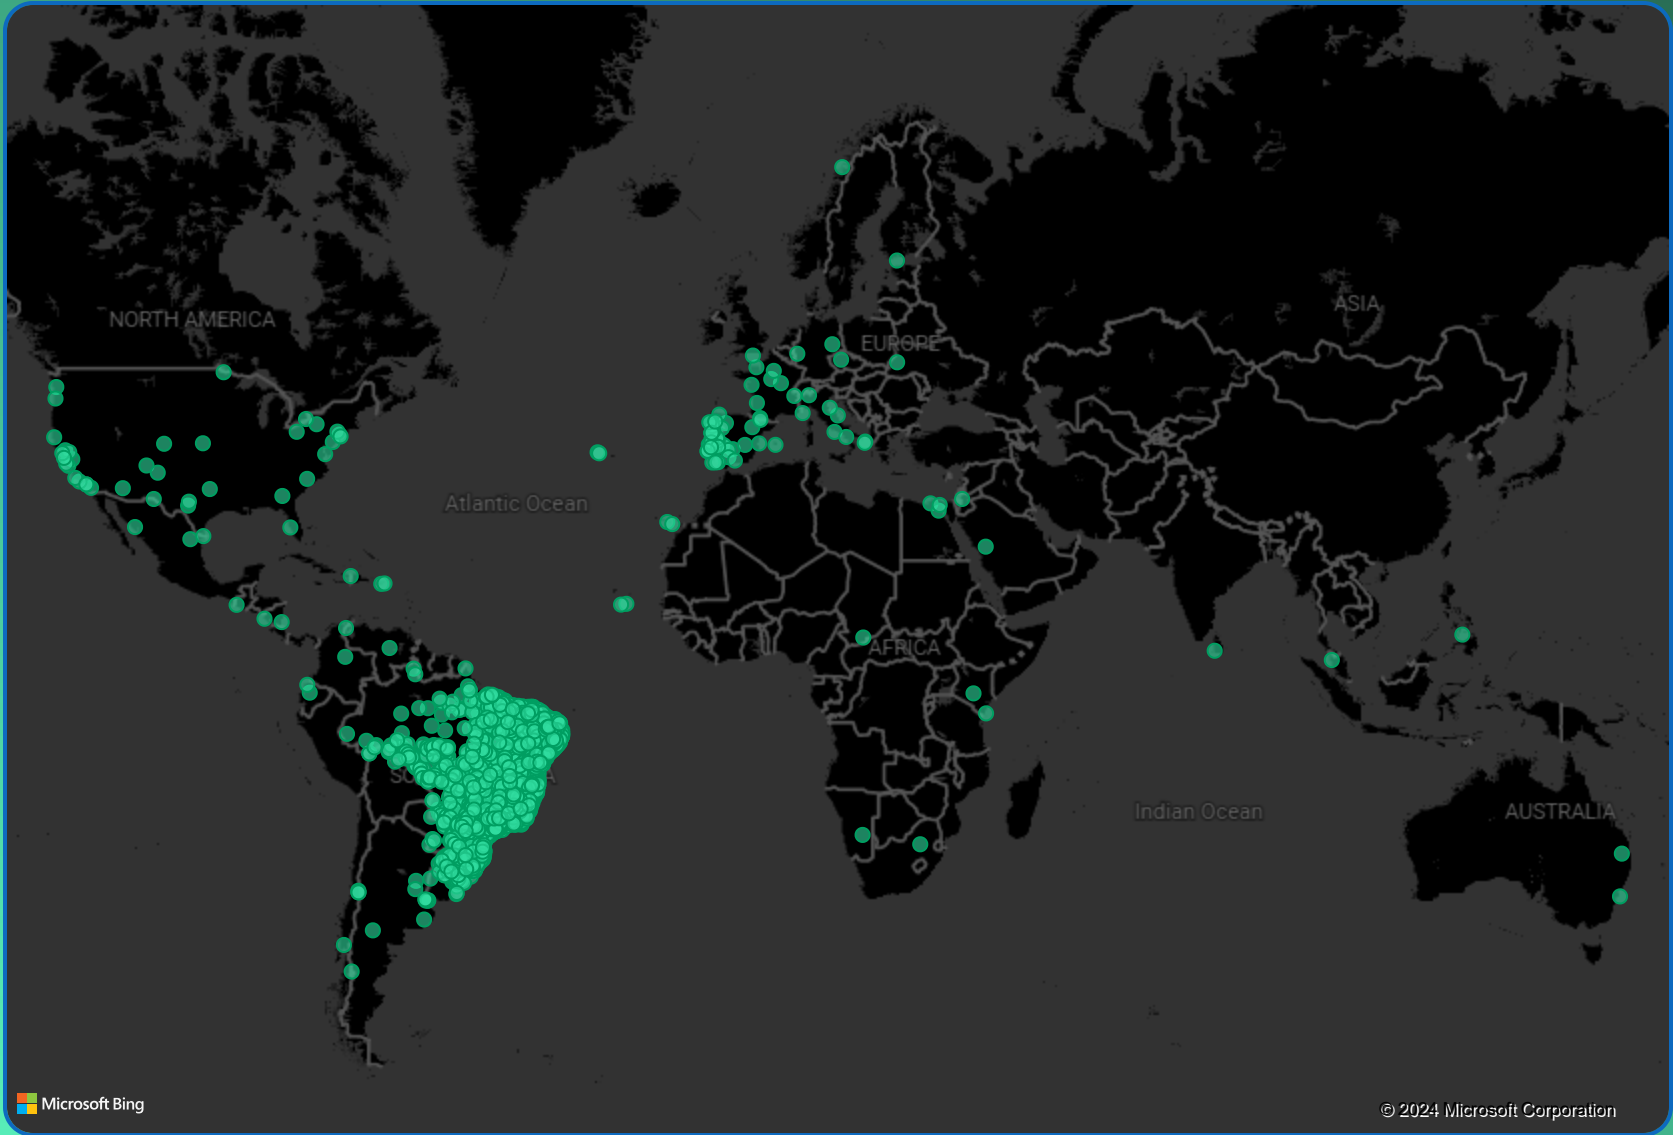 NORTH AMERICA
ASIA
EUROPE
Atlantic Ocean
AFRICA
Indian Ocean
AUSTRALIA
Microsoft Bing
© 2024 Microsoft Corporation